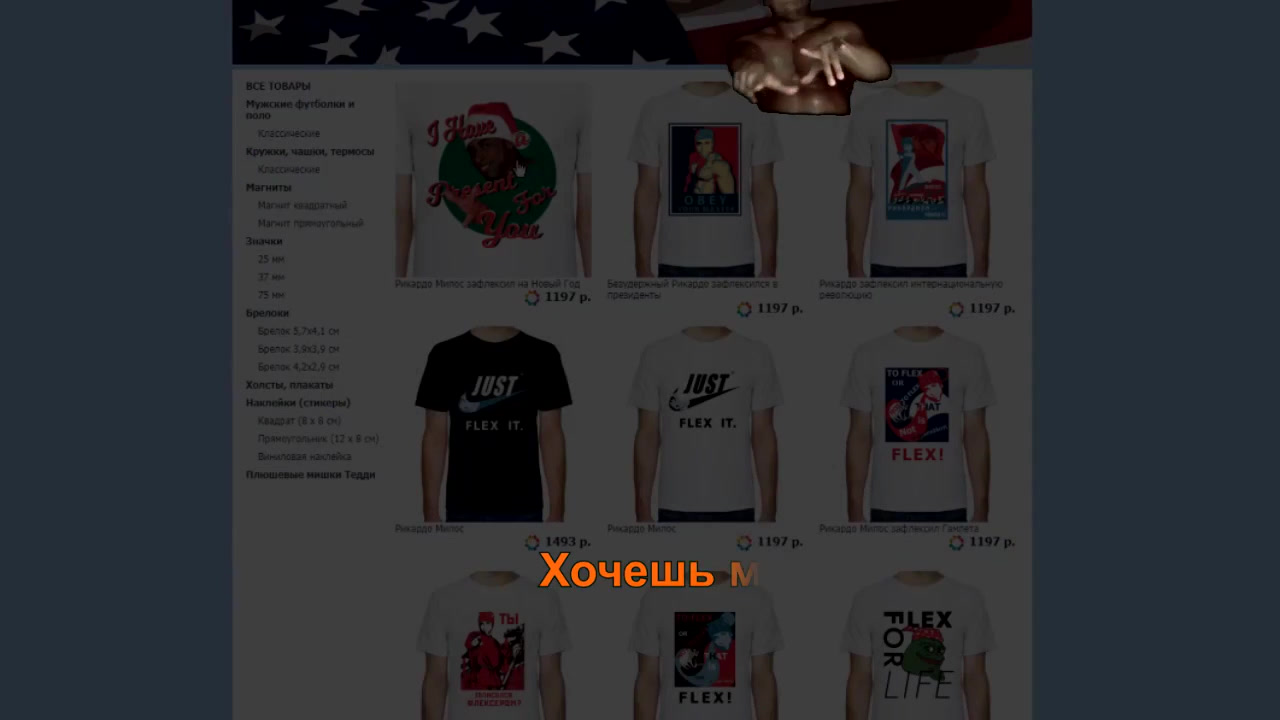 ВСЕ ТОВАРЫ
Мужские футболки и
поло
Классические
Кружки, чашки, термосы
Классические
Магниты
Магнит квадратный
Магнит прямоугольный
Значки
25 мм
37 мм
75 мм
Брелоки
Брелок 5,7x4,1 см
Брелок 3,9x3,9 см
Брелок 4,2x2,9 см
Холсты, плакаты
Наклейки (стикеры)
Квадрат (8 x 8 см)
Прямоугольник (12 x 8 см)
Виниловая наклейка
Плюшевые мишки Тедди
I Have
a
Present
For
You
Рикардо Милос зафлексил на Новый Год
1197 р.
OBEY
Безудержный Рикардо зафлексился в
президенты
1197 р.
Рикардо зафлексил интернациональную
революцию
1197 р.
JUST
FLEX IT.
Рикардо Милос
1493 р.
JUST
FLEX IT.
Рикардо Милос
1197 р.
TO FLEX
OR
Not
FLEX!
Рикардо Милос зафлексил Гамлета
1197 р.
Хочешь м
ТЫ
ЗАПИСАЛСЯ
ФЛЕКСЕРОМ?
OR
FLEX!
FLEX
FOR
LIFE